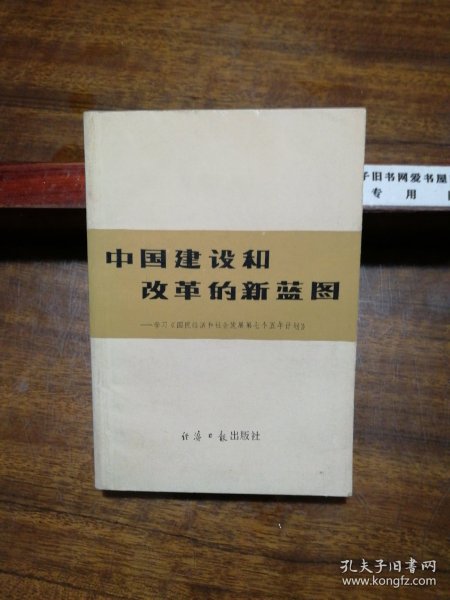 中国建设和
改革的新蓝图
——学习《国民经济和社会发展第七个五年计划》
经济日报出版社
子旧书网爱书屋
专用
孔夫子旧书网
www.kongfz.com